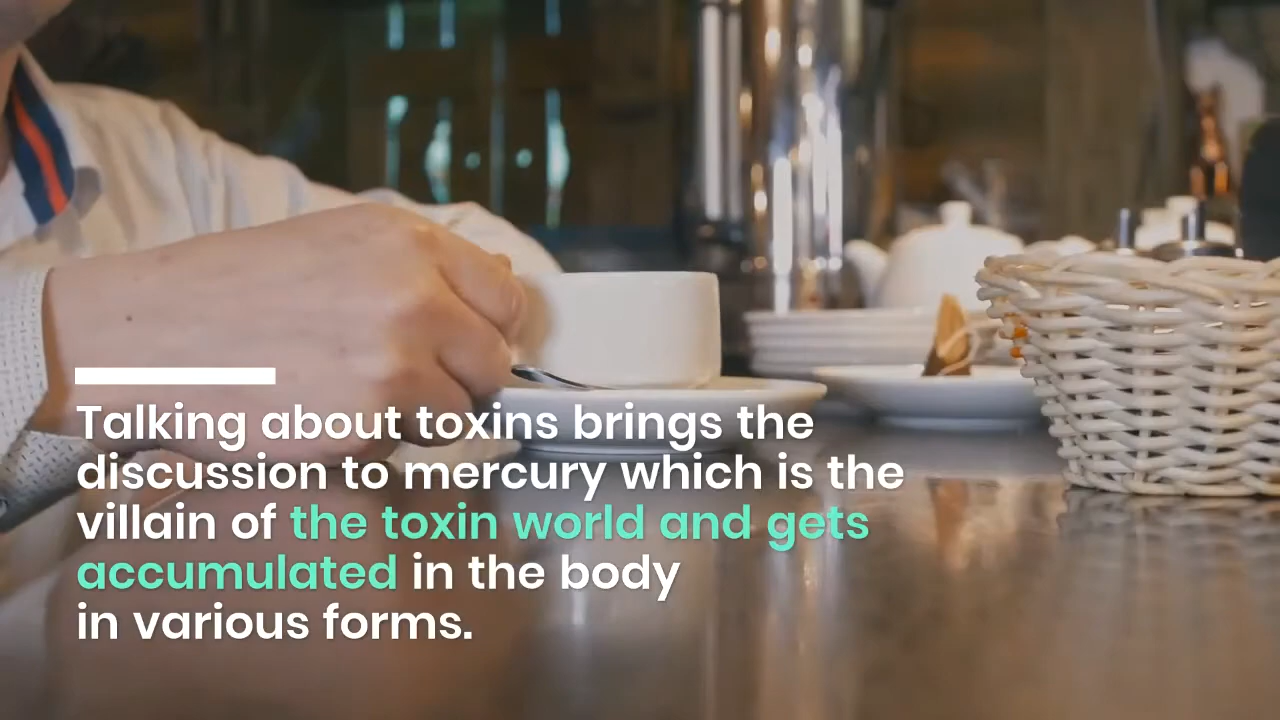 Talking about toxins brings the
discussion to mercury which is the
villain of the toxin world and gets
accumulated in the body
in various forms.